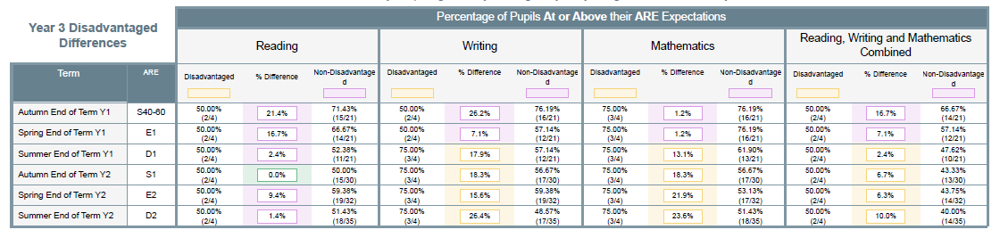 Percentage of Pupils At or Above their ARE Expectations
Year 3 Disadvantaged
Differences
Reading Writing Mathematics Reading, Writing and Mathematics
Combined
Term ARE Disadvantaged % Difference Non-Disadvantage
d Disadvantaged % Difference Non-Disadvantage
d Disadvantaged % Difference Non-Disadvantage
d Disadvantaged % Difference Non-Disadvantage
d
Autumn End of Term Y1 S40-60 50.00% (2/4) 21.4% 71.43% (15/21) 50.00% (2/4) 26.2% 76.19% (16/21) 75.00% (3/4) 1.2% 76.19% (16/21) 50.00% (2/4) 16.7% 66.67% (14/21)
Spring End of Term Y1 E1 50.00% (2/4) 16.7% 66.67% (14/21) 50.00% (2/4) 7.1% 57.14% (12/21) 75.00% (3/4) 1.2% 76.19% (16/21) 50.00% (2/4) 7.1% 57.14% (12/21)
Summer End of Term Y1 D1 50.00% (2/4) 2.4% 52.38% (11/21) 75.00% (3/4) 17.9% 57.14% (12/21) 75.00% (3/4) 13.1% 61.90% (13/21) 50.00% (2/4) 2.4% 47.62% (10/21)
Autumn End of Term Y2 S1 50.00% (2/4) 0.0% 50.00% (15/30) 75.00% (3/4) 18.3% 56.67% (17/30) 75.00% (3/4) 18.3% 56.67% (17/30) 50.00% (2/4) 6.7% 43.33% (13/30)
Spring End of Term Y2 E2 50.00% (2/4) 9.4% 59.38% (19/32) 75.00% (3/4) 15.6% 59.38% (19/32) 75.00% (3/4) 21.9% 53.13% (17/32) 50.00% (2/4) 6.3% 43.75% (14/32)
Summer End of Term Y2 D2 50.00% (2/4) 1.4% 51.43% (18/35) 75.00% (3/4) 26.4% 48.57% (17/35) 75.00% (3/4) 23.6% 51.43% (18/35) 50.00% (2/4) 10.0% 40.00% (14/35)